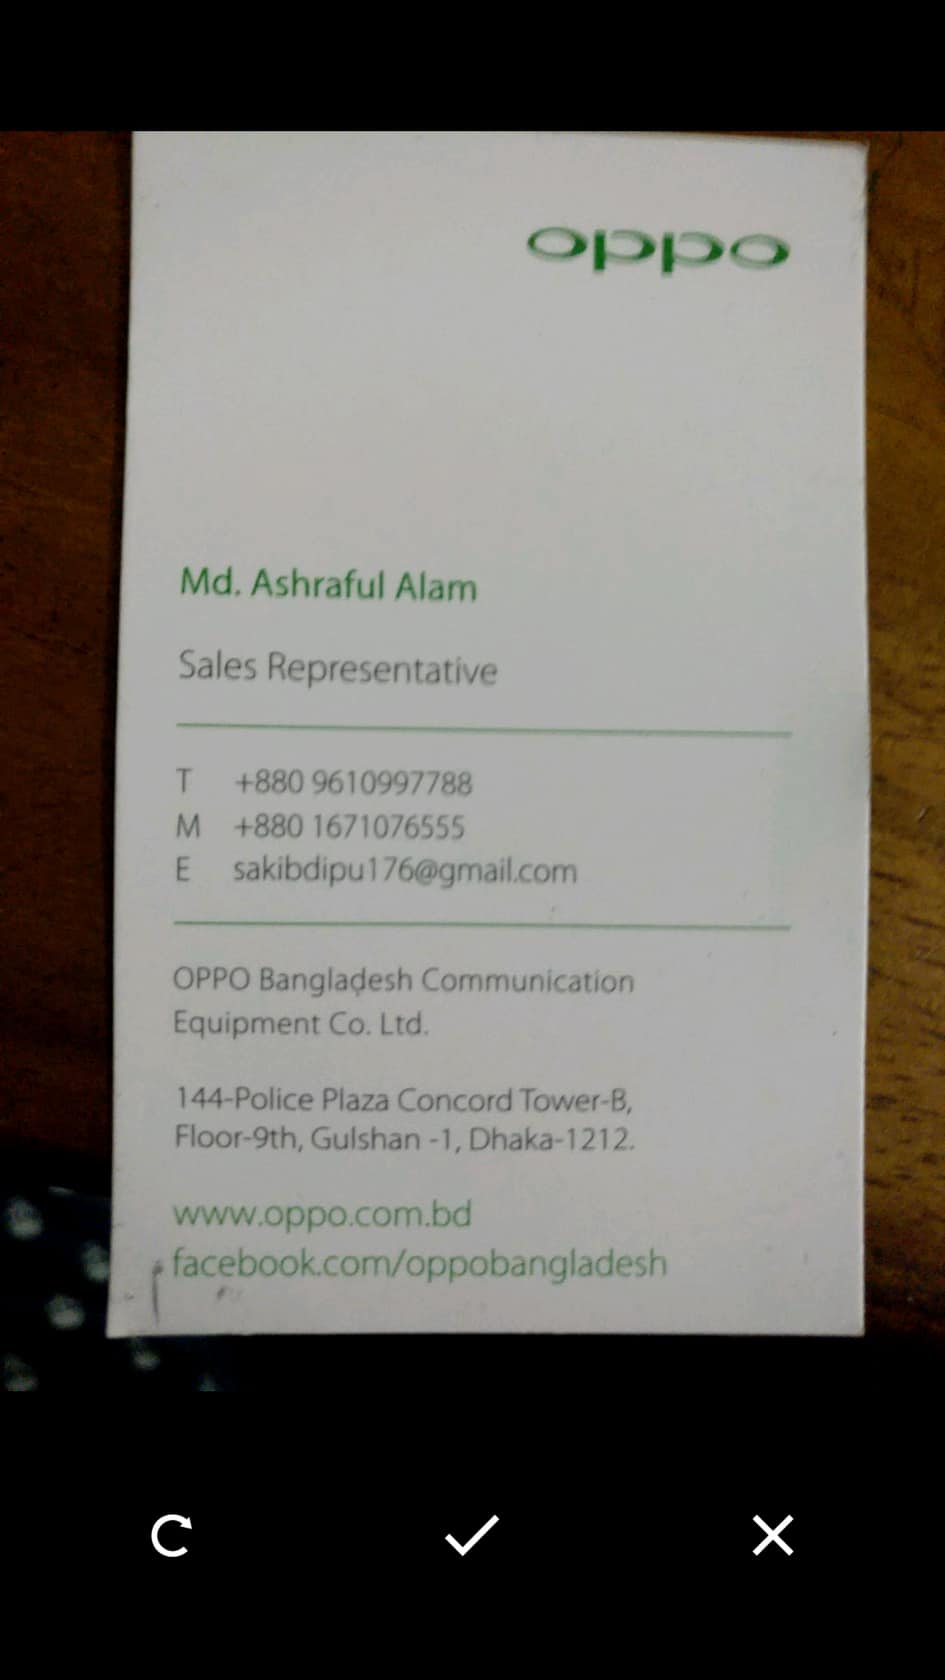 oppo
Md. Ashraful Alam
Sales Representative
T +880 9610997788
M +880 1671076555
E sakibdipu176@gmail.com
OPPO Bangladesh Communication
Equipment Co. Ltd.
144-Police Plaza Concord Tower-B,
Floor-9th, Gulshan -1, Dhaka-1212.
www.oppo.com.bd
facebook.com/oppobangladesh